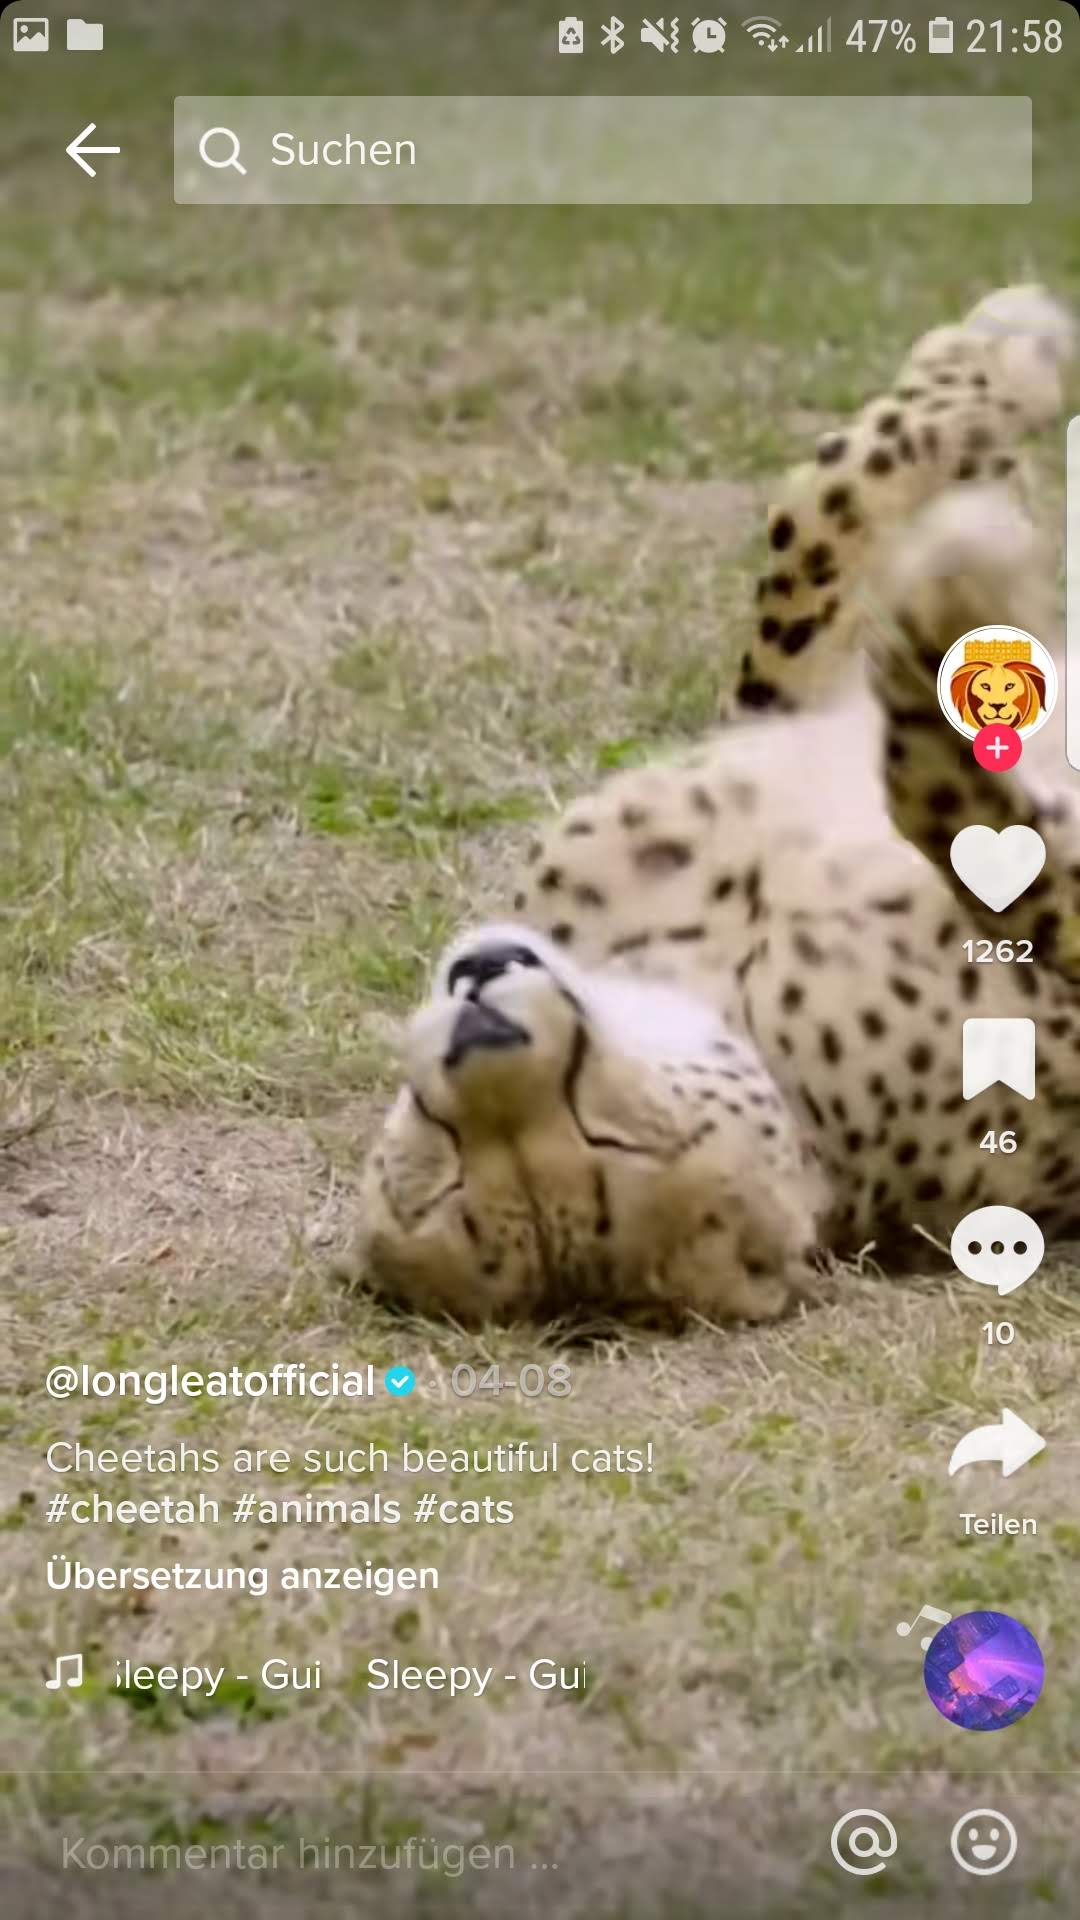 47% 21:58
Suchen
1262
46
10
@longleatofficial · 04-08
Cheetahs are such beautiful cats!
#cheetah #animals #cats
Teilen
Übersetzung anzeigen
Sleepy - Gui Sleepy - Gui
Kommentar hinzufügen ...